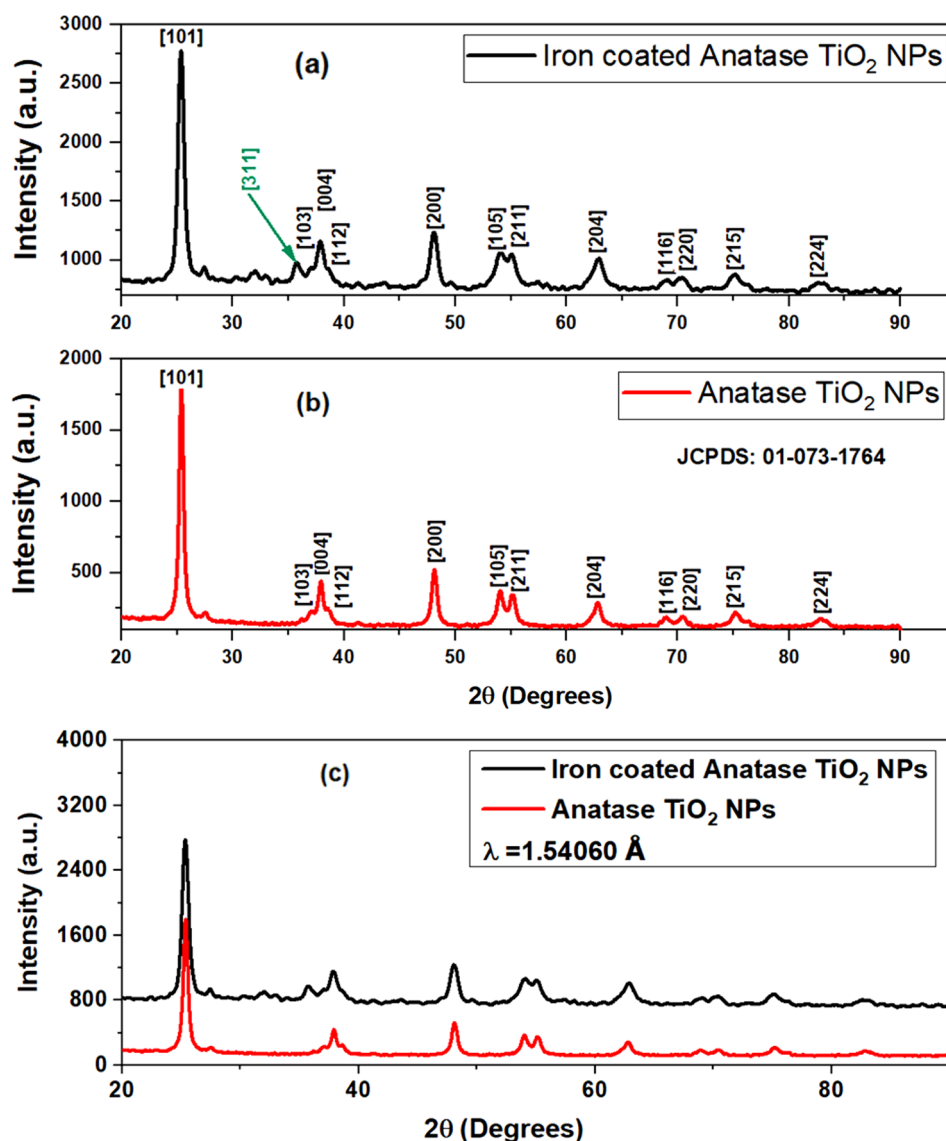 3000
2500
2000
1500
1000
Intensity (a.u.)
[101]
(a)
Iron coated Anatase TiO₂ NPs
[311]
[103]
[004]
[112]
[200]
[105]
[211]
[204]
[116]
[220]
[215]
[224]
20 30 40 50 60 70 80 90
2000
1500
1000
500
Intensity (a.u.)
[101]
(b)
Anatase TiO₂ NPs
JCPDS: 01-073-1764
[103]
[004]
[112]
[200]
[105]
[211]
[204]
[116]
[220]
[215]
[224]
20 30 40 50 60 70 80 90
2θ (Degrees)
4000
3200
2400
1600
800
0
Intensity (a.u.)
(c)
Iron coated Anatase TiO₂ NPs
Anatase TiO₂ NPs
λ =1.54060 Å
20 40 60 80
2θ (Degrees)